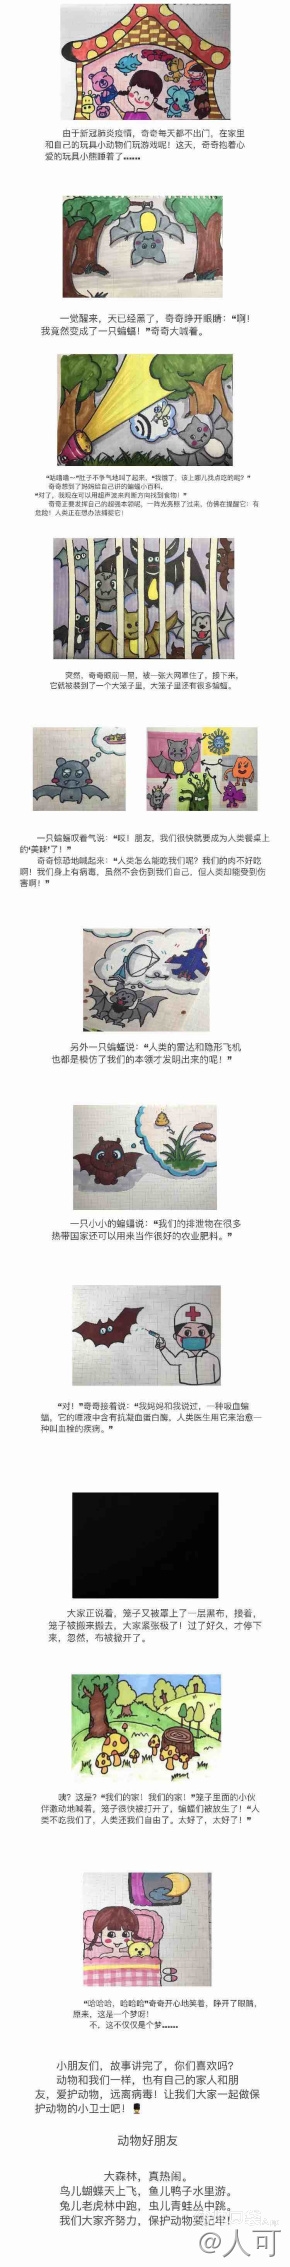 由于新冠肺炎疫情，奇奇每天都不出门，在家里
和自己的玩具小动物们玩游戏呢！这天，奇奇抱着心
爱的玩具小熊睡着了……
一觉醒来，天已经黑了，奇奇睁开眼睛：“啊！
我竟然变成了一只蝙蝠！”奇奇大喊着。
“咕噜噜~”肚子不争气地叫了起来，“我饿了，该上哪儿找点吃的呢？”
奇奇想到了妈妈给自己讲的蝙蝠小百科，
“对了，我现在可以用超声波来判断方向找到食物！”
奇奇正要发挥自己的超强本领呢，一阵光亮照了过来，仿佛在提醒它：有
危险！人类正在想办法捕捉它！
突然，奇奇眼前一黑，被一张大网罩住了，接下来，
它就被装到了一个大笼子里，大笼子里还有很多蝙蝠。
一只蝙蝠叹着气说：“哎！朋友，我们很快就要成为人类餐桌上
的‘美味’了！”
奇奇惊恐地喊起来：“人类怎么能吃我们呢？我们的肉不好吃
啊！我们身上有病毒，虽然不会伤到我们自己，但人类却能受到伤
害啊！”
另外一只蝙蝠说：“人类的雷达和隐形飞机
也都是模仿了我们的本领才发明出来的呢！”
一只小小的蝙蝠说：“我们的排泄物在很多
热带国家还可以用来当作很好的农业肥料。”
“对！”奇奇接着说：“我妈妈和我说过，一种吸血蝙
蝠，它的唾液中含有抗凝血蛋白酶，人类医生用它来治愈一
种叫血栓的疾病。”
大家正说着，笼子又被罩上了一层黑布，接着，
笼子被搬来搬去，大家紧张极了！过了好久，才停下
来，忽然，布被掀开了。
咦？这是？“我们的家！我们的家！”笼子里面的小伙
伴激动地喊着，笼子很快被打开了，蝙蝠们被放生了！“人
类不吃我们了，人类还我们自由了。太好了，太好了！”
“哈哈哈，哈哈哈”奇奇开心地笑着，睁开了眼睛，
原来，这是一个梦呀！
不，这不仅仅是个梦……
小朋友们，故事讲完了，你们喜欢吗？
动物和我们一样，也有自己的家人和朋
友，爱护动物，远离病毒！让我们大家一起做保
护动物的小卫士吧！💂
动物好朋友
大森林，真热闹。
鸟儿蝴蝶天上飞，鱼儿鸭子水里游。
兔儿老虎林中跑，虫儿青蛙丛中跳。
我们大家齐努力，保护动物要记牢！
@人可